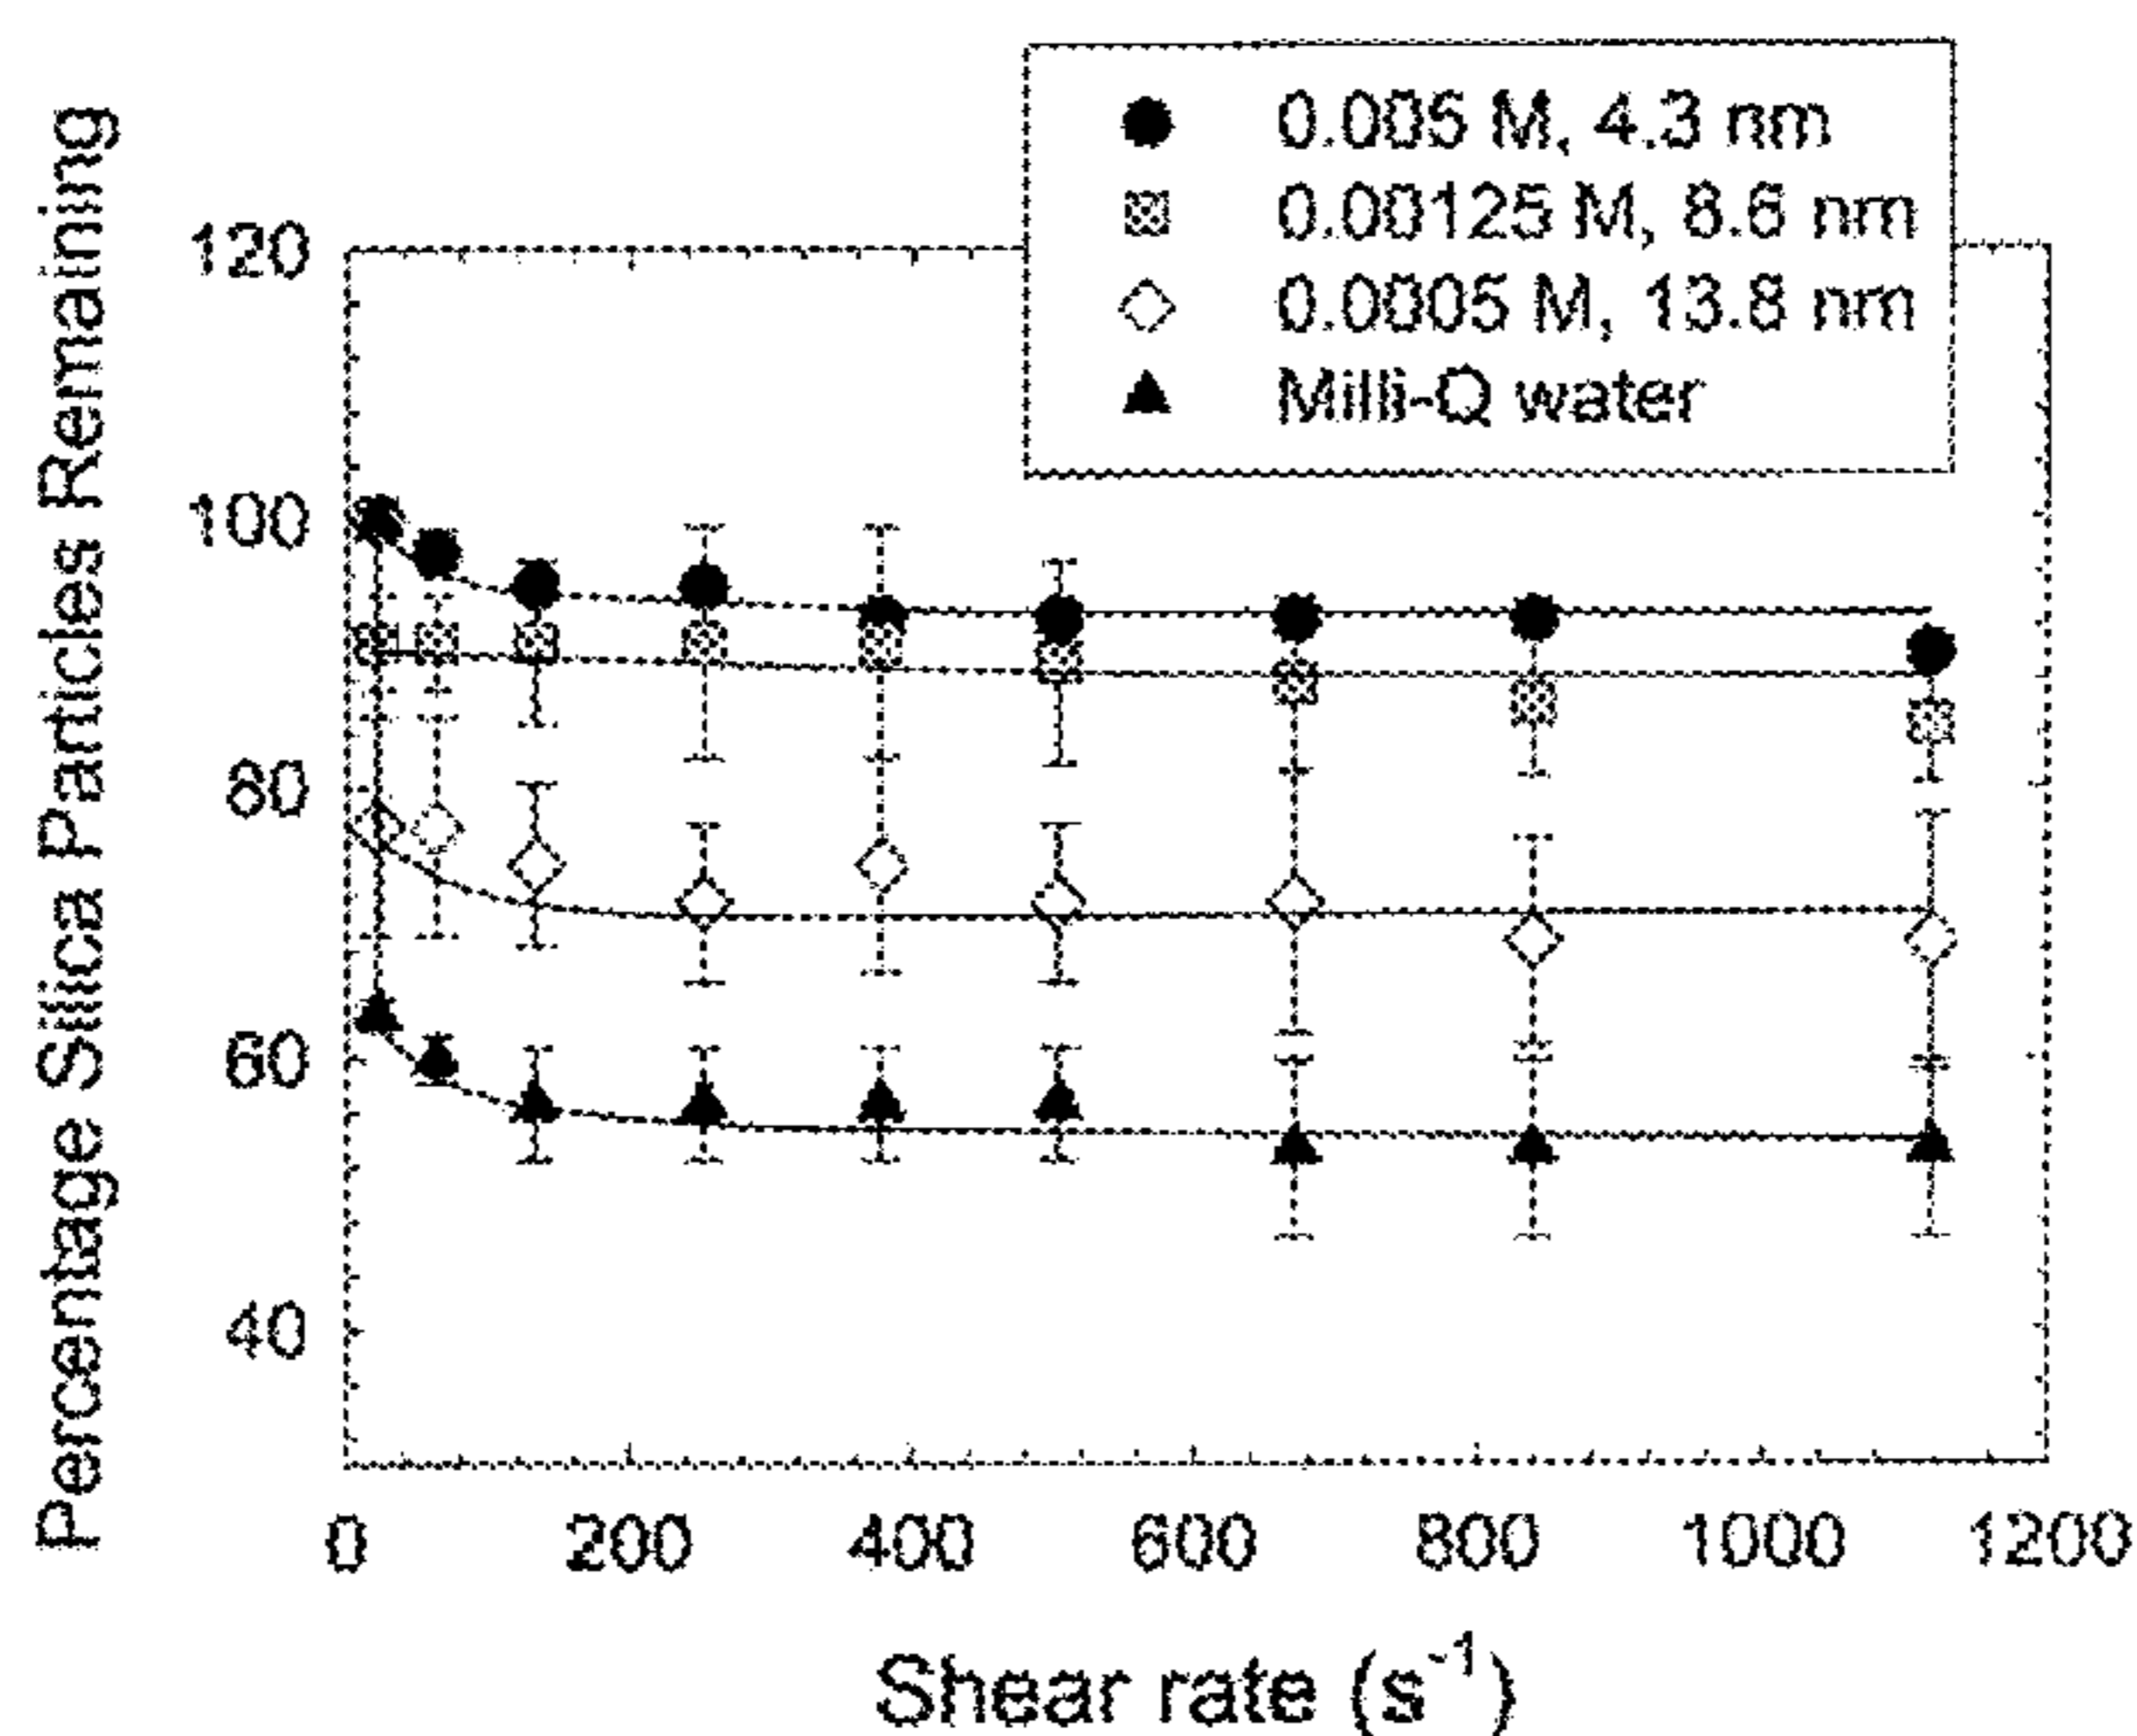 0.005 M, 4.3 nm
0.00125 M, 8.6 nm
0.0005 M, 13.8 nm
Milli-Q water
Percentage Silica Particles Remaining
120
100
80
60
40
0 200 400 600 800 1000 1200
Shear rate (s⁻¹)